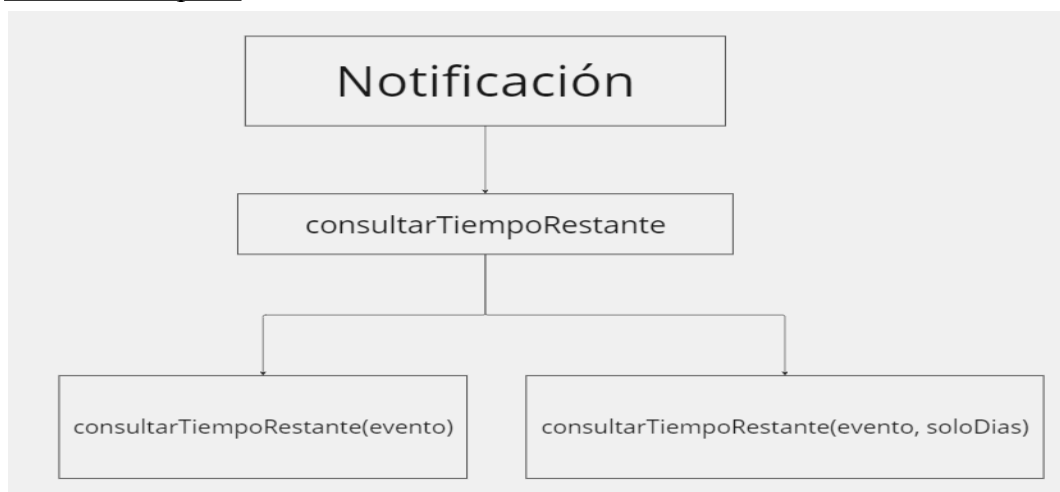 Notificación
consultarTiempoRestante
consultarTiempoRestante(evento)
consultarTiempoRestante(evento, soloDias)